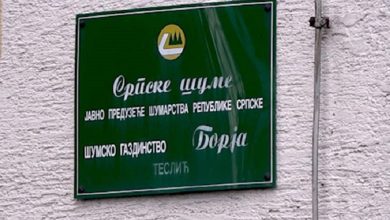 Српске шуме
ЈАВНО ПРЕДУЗЕЋЕ ШУМАРСТВА РЕПУБЛИКЕ СРПСКЕ
ШУМСКО ГАЗДИНСТВО Борја
ТЕСЛИЋ